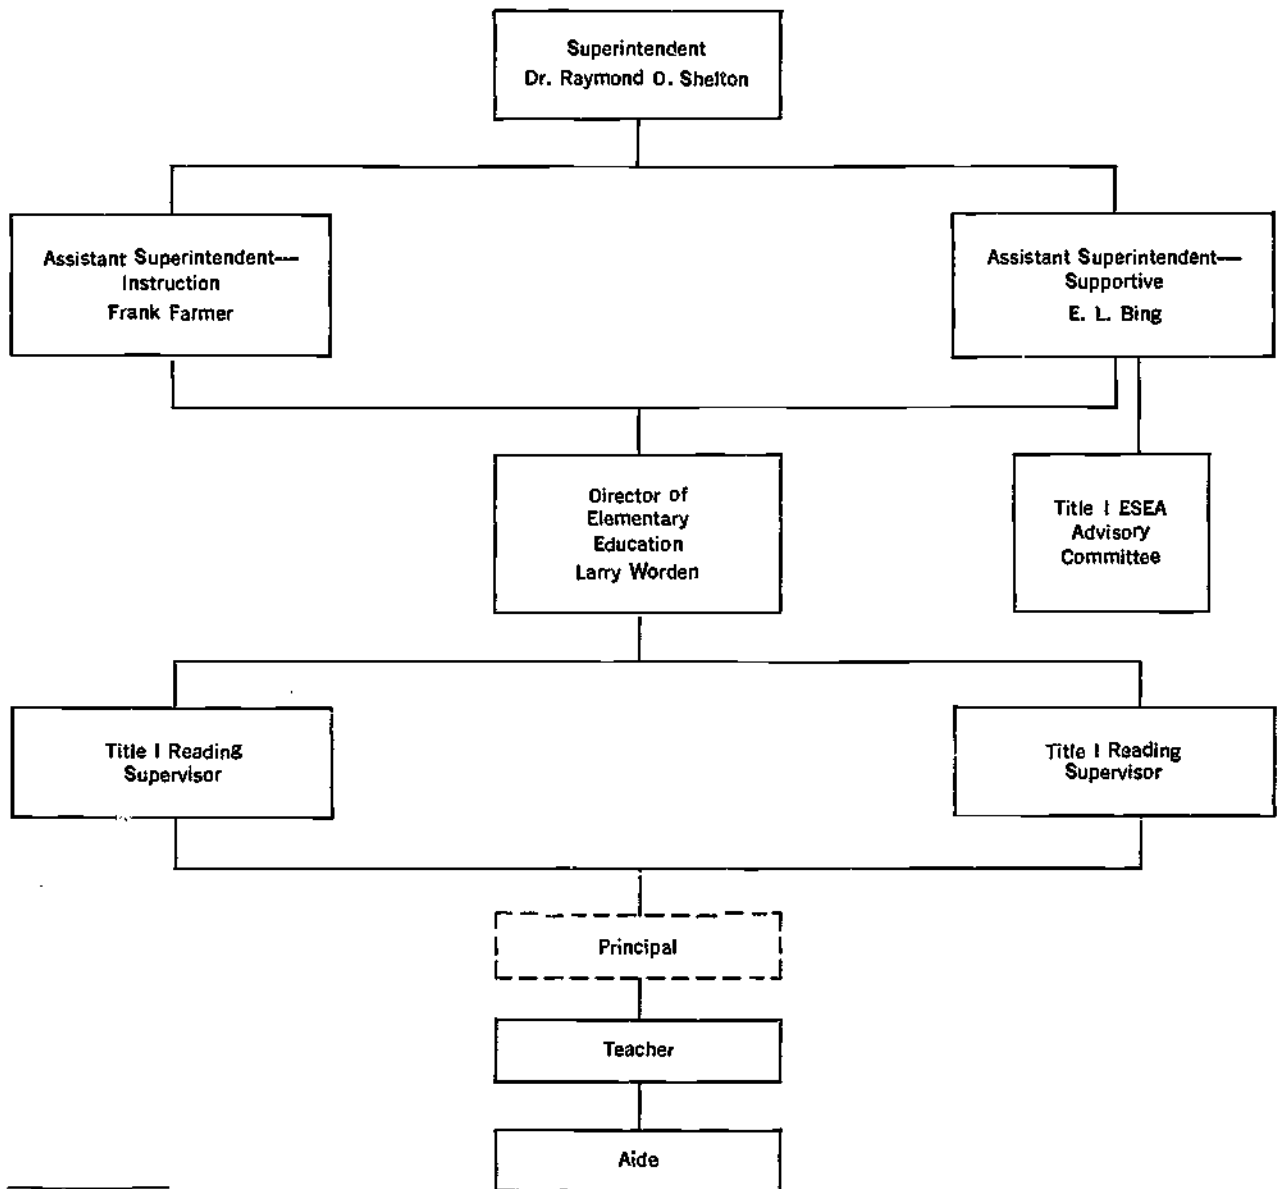 Superintendent
Dr. Raymond O. Shelton
Assistant Superintendent—
Instruction
Frank Farmer
Assistant Superintendent—
Supportive
E. L. Bing
Director of
Elementary
Education
Larry Worden
Title I ESEA
Advisory
Committee
Title I Reading
Supervisor
Title I Reading
Supervisor
Principal
Teacher
Aide